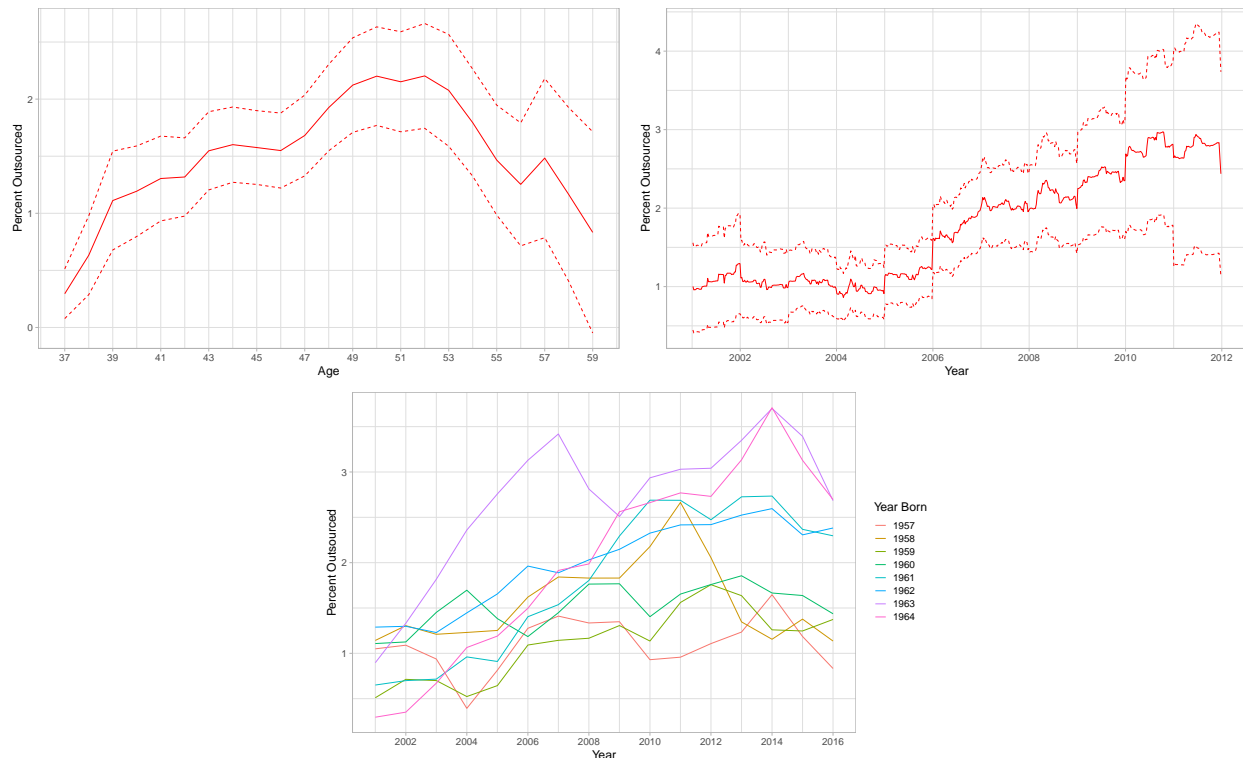 Percent Outsourced
2
1
0
37 39 41 43 45 47 49 51 53 55 57 59
Age
Percent Outsourced
4
3
2
1
2002 2004 2006 2008 2010 2012
Year
Percent Outsourced
3
2
1
2002 2004 2006 2008 2010 2012 2014 2016
Year
Year Born
1957
1958
1959
1960
1961
1962
1963
1964